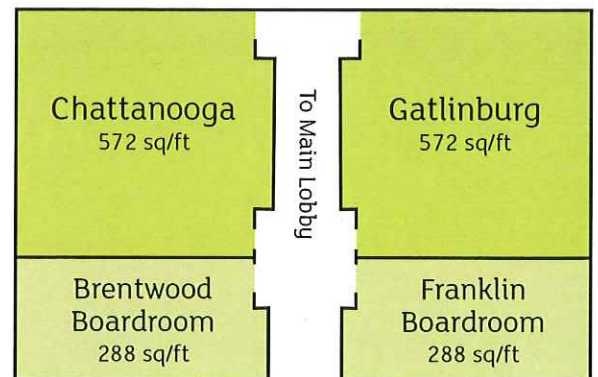 Chattanooga
572 sq/ft
To Main Lobby
Gatlinburg
572 sq/ft
Brentwood
Boardroom
288 sq/ft
Franklin
Boardroom
288 sq/ft